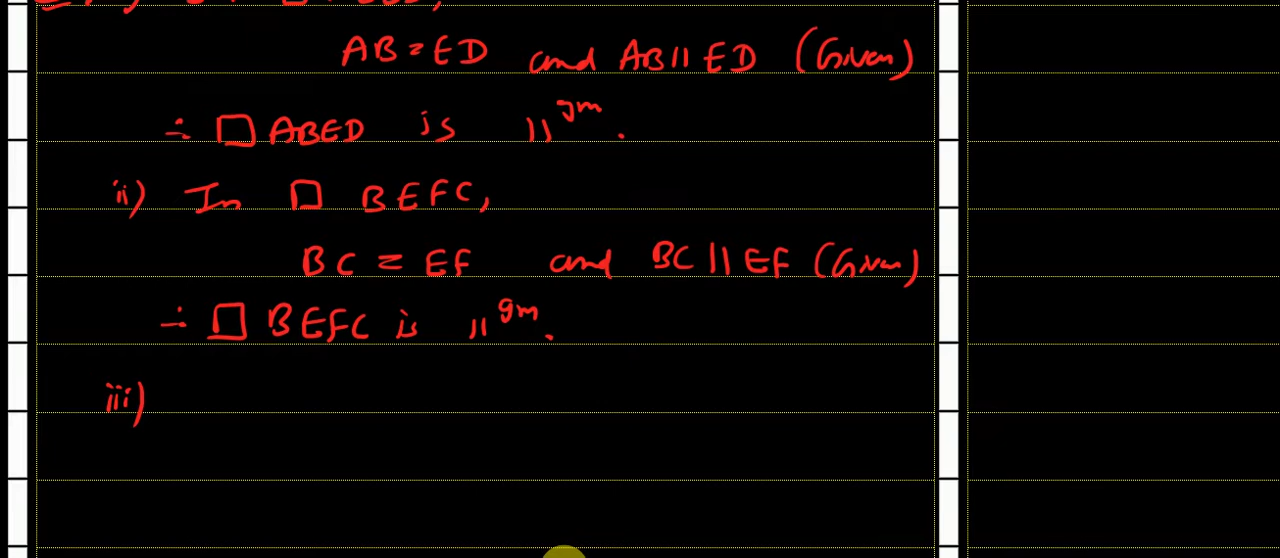 AB = ED and AB || ED (Given)
∴ □ ABED is ||gm.
ii) In □ BEFC,
BC = EF and BC || EF (Given)
∴ □ BEFC is ||gm.
iii)